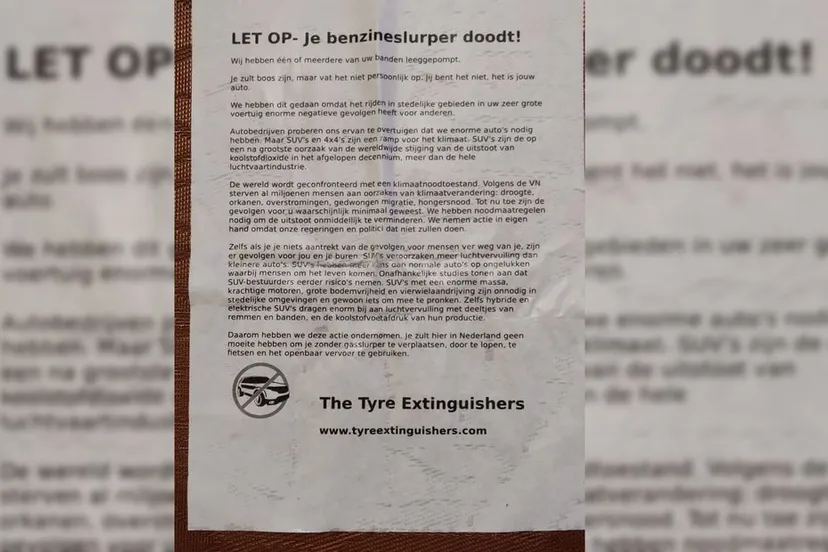 LET OP- Je benzineslurper doodt!
Wij hebben één of meerdere van uw banden leeggepompt.
Je zult boos zijn, maar vat het niet persoonlijk op. Jij bent het niet, het is jouw
auto.
We hebben dit gedaan omdat het rijden in stedelijke gebieden in uw zeer grote
voertuig enorme negatieve gevolgen heeft voor anderen.
Autobedrijven proberen ons ervan te overtuigen dat we enorme auto's nodig
hebben. Maar SUV's en 4x4's zijn een ramp voor het klimaat. SUV's zijn de op
een na grootste oorzaak van de wereldwijde stijging van de uitstoot van
koolstofdioxide in het afgelopen decennium, meer dan de hele
luchtvaartindustrie.
De wereld wordt geconfronteerd met een klimaatnoodtoestand. Volgens de VN
sterven al miljoenen mensen aan oorzaken van klimaatverandering: droogte,
orkanen, overstromingen, gedwongen migratie, hongersnood. Tot nu toe zijn de
gevolgen voor u waarschijnlijk minimaal geweest. We hebben noodmaatregelen
nodig om de uitstoot onmiddellijk te verminderen. We nemen actie in eigen
hand omdat onze regeringen en politici dat niet zullen doen.
Zelfs als je je niets aantrekt van de gevolgen voor mensen ver weg van je, zijn
er gevolgen voor jou en je buren. SUV's veroorzaken meer luchtvervuiling dan
kleinere auto's. SUV's hebben meer kans dan normale auto's op ongelukken
waarbij mensen om het leven komen. Onafhankelijke studies tonen aan dat
SUV-bestuurders eerder risico's nemen. SUV's met een enorme massa,
krachtige motoren, grote bodemvrijheid en vierwielaandrijving zijn onnodig in
stedelijke omgevingen en gewoon iets om mee te pronken. Zelfs hybride en
elektrische SUV's dragen enorm bij aan luchtvervuiling met deeltjes van
remmen en banden, en de koolstofvoetafdruk van hun productie.
Daarom hebben we deze actie ondernomen. Je zult hier in Nederland geen
moeite hebben om je zonder gasslurper te verplaatsen, door te lopen, te
fietsen en het openbaar vervoer te gebruiken.
The Tyre Extinguishers
www.tyreextinguishers.com